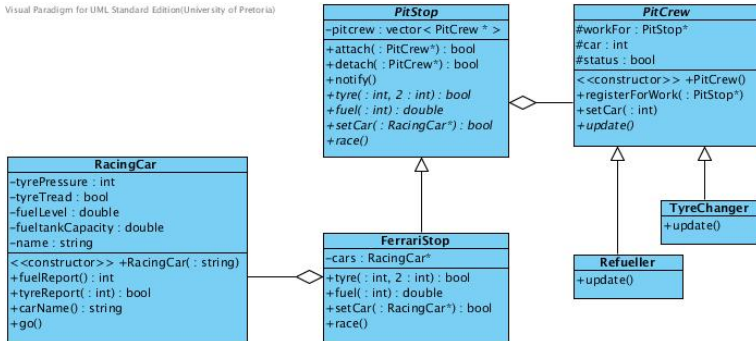 Visual Paradigm for UML Standard Edition(University of Pretoria)
PitStop
-pitcrew : vector< PitCrew * >
+attach( : PitCrew*) : bool
+detach( : PitCrew*) : bool
+notify()
+tyre( : int, 2 : int) : bool
+fuel( : int) : double
+setCar( : RacingCar*) : bool
+race()
PitCrew
#workFor : PitStop*
#car : int
#status : bool
<<constructor>> +PitCrew()
+registerForWork( : PitStop*)
+setCar( : int)
+update()
RacingCar
-tyrePressure : int
-tyreTread : bool
-fuelLevel : double
-fueltankCapacity : double
-name : string
<<constructor>> +RacingCar( : string)
+fuelReport() : int
+tyreReport( : int) : bool
+carName() : string
+go()
FerrariStop
-cars : RacingCar*
+tyre( : int, 2 : int) : bool
+fuel( : int) : double
+setCar( : RacingCar*) : bool
+race()
TyreChanger
+update()
Refueller
+update()